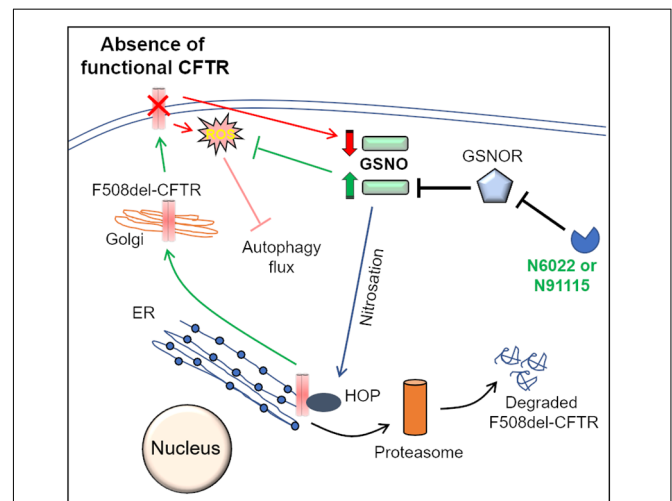 Absence of
functional CFTR
ROS
GSNO
GSNOR
F508del-CFTR
Golgi
Autophagy
flux
N6022 or
N91115
Nitrosation
ER
HOP
Degraded
F508del-CFTR
Proteasome
Nucleus